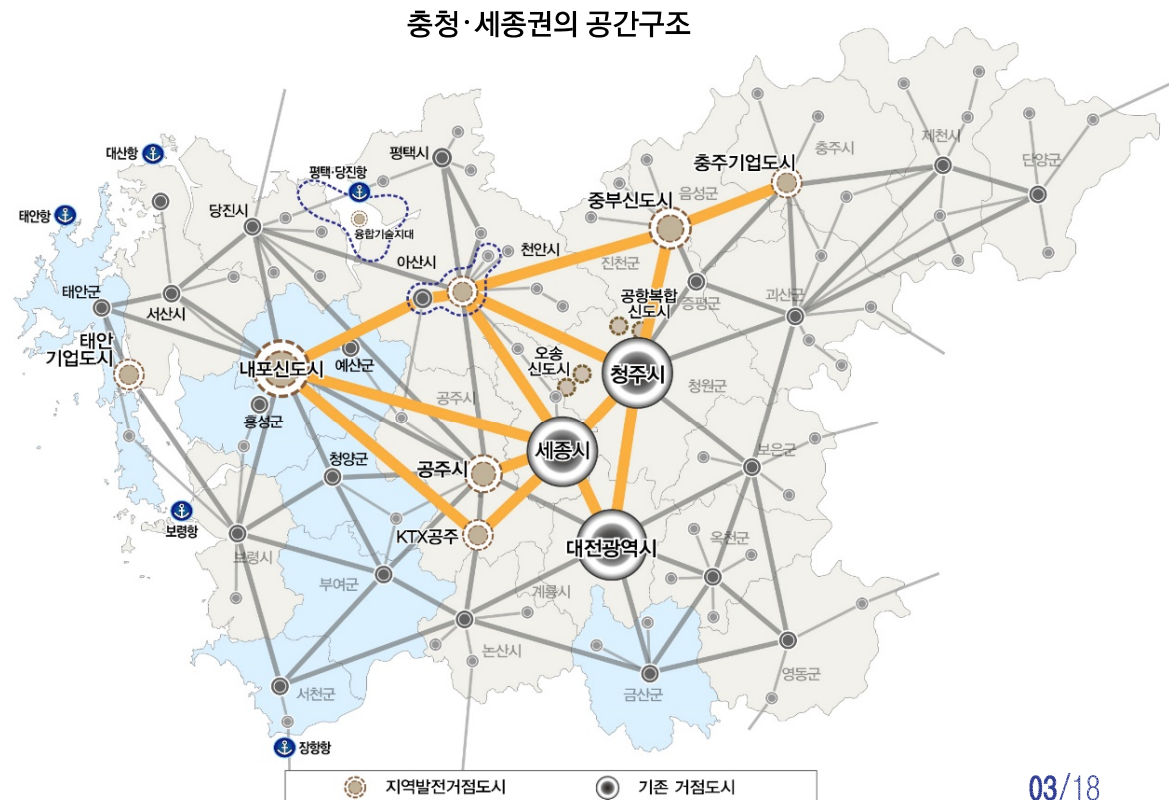 충청·세종권의 공간구조
대산항
평택·당진항
평택시
충주기업도시
충주시
제천시
단양군
태안항
당진시
융합기술지대
중부신도시
음성군
아산시
천안시
진천군
태안군
서산시
공항복합
신도시
증평군
괴산군
태안
기업도시
내포신도시
예산군
오송
신도시
청주시
청원군
홍성군
공주시
세종시
청양군
공주시
보은군
보령항
KTX공주
대전광역시
옥천군
보령시
부여군
계룡시
논산시
서천군
금산군
영동군
장항항
지역발전거점도시
기존 거점도시
03/18